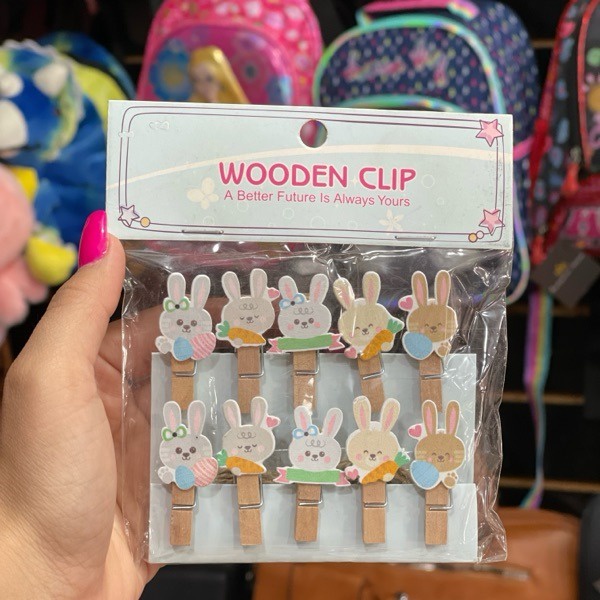 WOODEN CLIP
A Better Future Is Always Yours